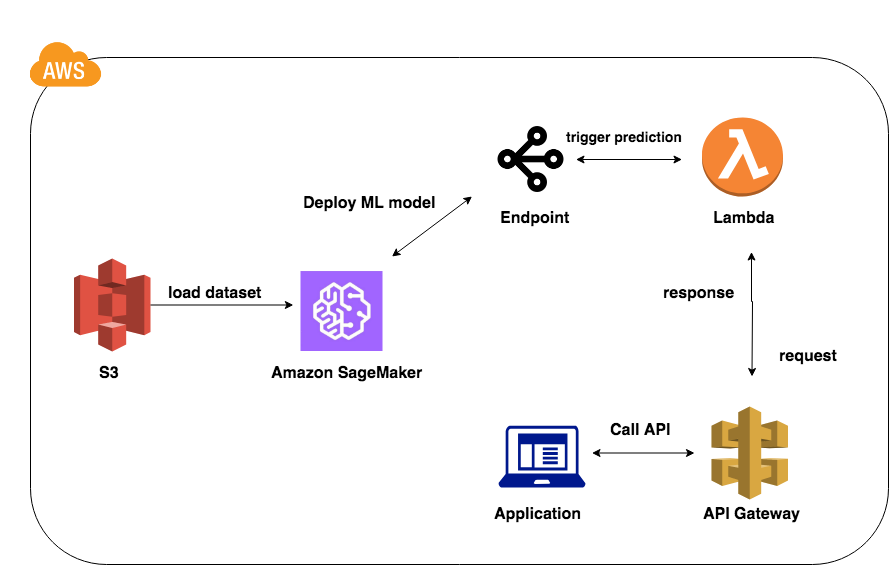 AWS
trigger prediction
Deploy ML model
Endpoint
Lambda
load dataset
response
request
S3
Amazon SageMaker
Call API
Application
API Gateway